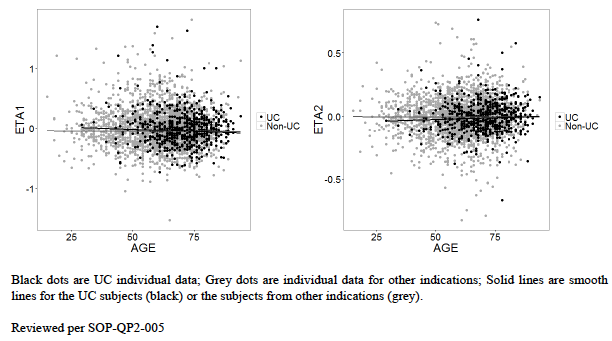 1
0
-1
ETA1
25 50 75
AGE
UC
Non-UC
0.5
0.0
-0.5
ETA2
25 50 75
AGE
UC
Non-UC
Black dots are UC individual data; Grey dots are individual data for other indications; Solid lines are smooth
lines for the UC subjects (black) or the subjects from other indications (grey).
Reviewed per SOP-QP2-005